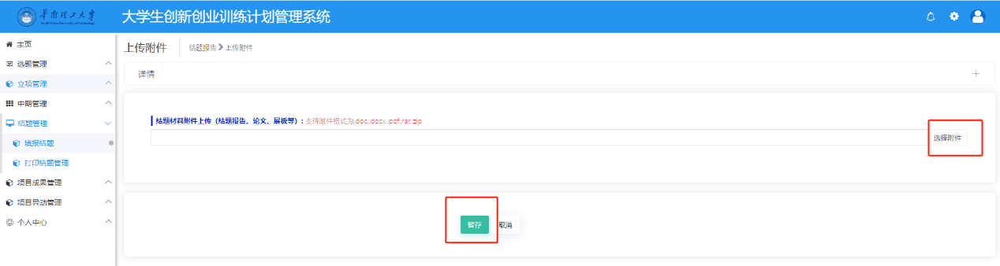 华南理工大学
South China University of Technology
大学生创新创业训练计划管理系统
主页
选题管理
立项管理
中期管理
结题管理
填报结题
打印结题管理
项目成果管理
项目异动管理
个人中心
上传附件
结题报告 > 上传附件
详情
结题材料附件上传（结题报告、论文、展板等）: 支持附件格式为.doc,.docx,.pdf,.rar,.zip
选择附件
暂存 取消